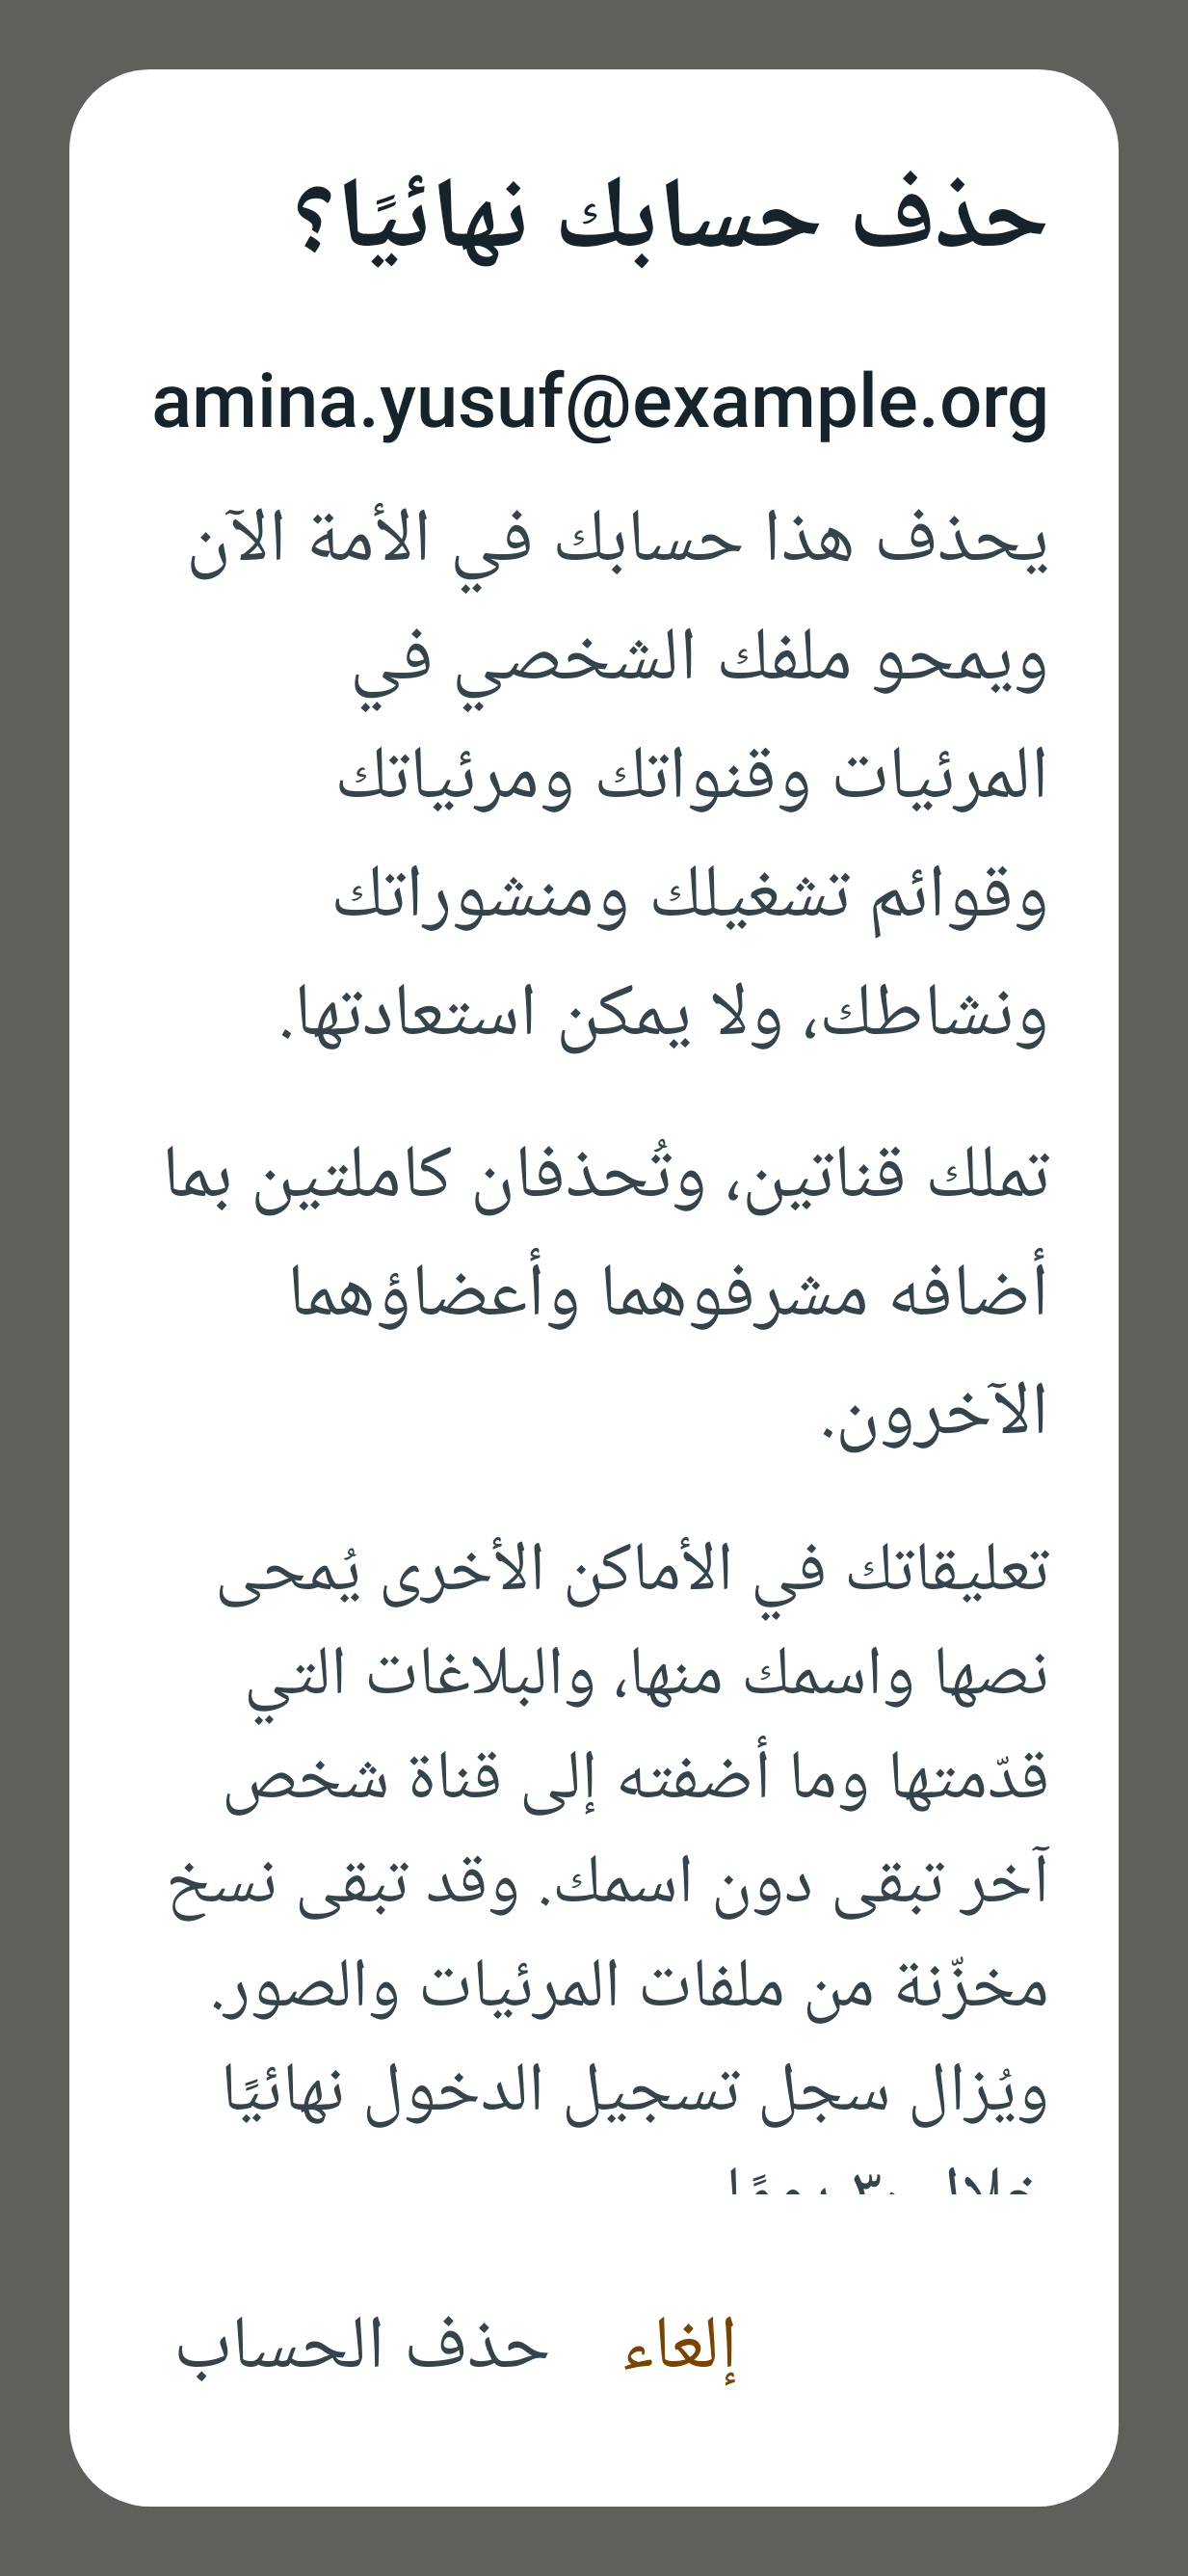 حذف حسابك نهائيًا؟
amina.yusuf@example.org
يحذف هذا حسابك في الأمة الآن
ويمحو ملفك الشخصي في
المرئيات وقنواتك ومرئياتك
وقوائم تشغيلك ومنشوراتك
ونشاطك، ولا يمكن استعادتها.
تملك قناتين، وتُحذفان كاملتين بما
أضافه مشرفوهما وأعضاؤهما
الآخرون.
تعليقاتك في الأماكن الأخرى يُمحى
نصها واسمك منها، والبلاغات التي
قدّمتها وما أضفته إلى قناة شخص
آخر تبقى دون اسمك. وقد تبقى نسخ
مخزّنة من ملفات المرئيات والصور.
ويُزال سجل تسجيل الدخول نهائيًا
إلغاء
حذف الحساب